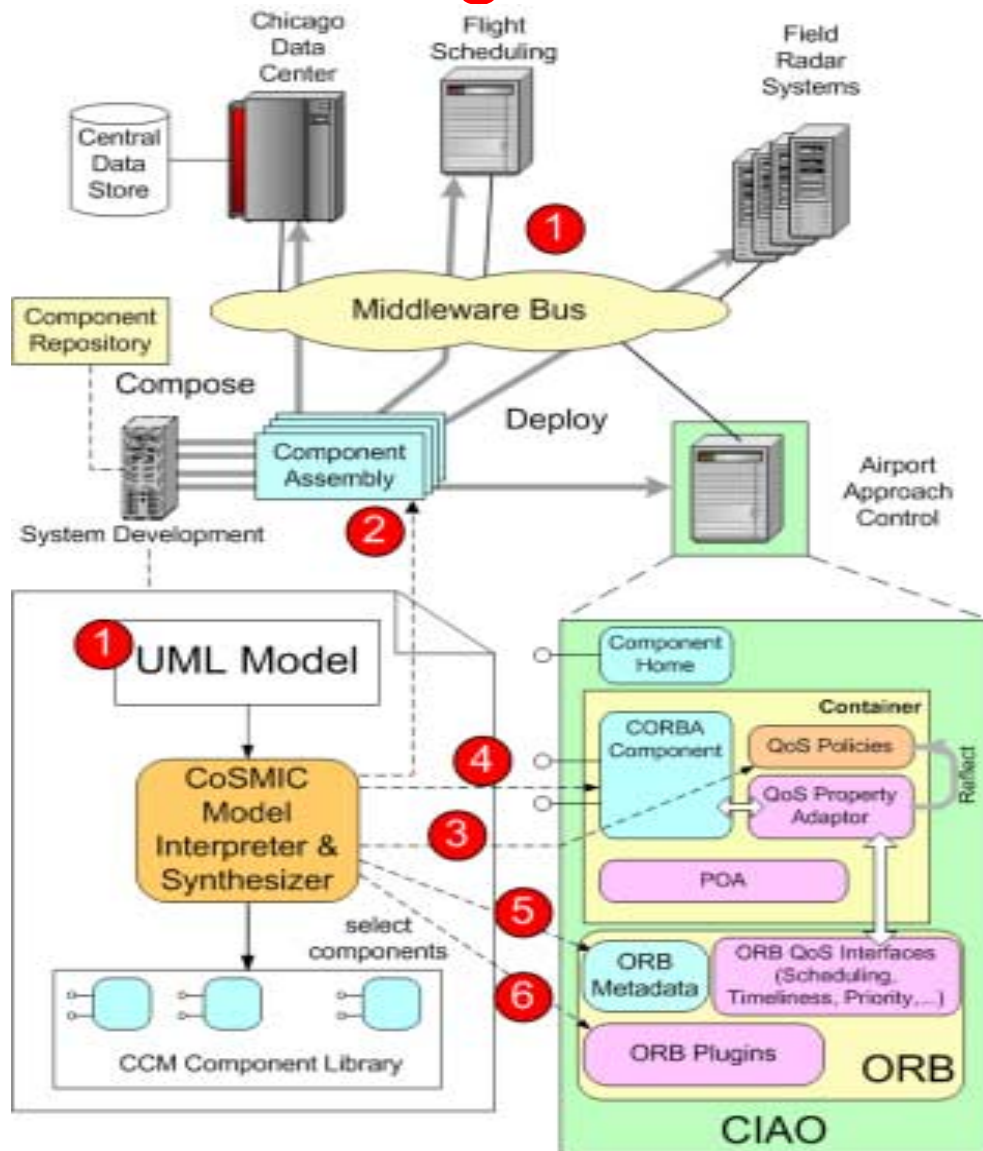 Chicago
Data
Center
Flight
Scheduling
Field
Radar
Systems
Central
Data
Store
1
Middleware Bus
Component
Repository
Compose
Deploy
Component
Assembly
Airport
Approach
Control
2
System Development
1
UML Model
Component
Home
Container
4
CORBA
Component
QoS Policies
CoSMIC
Model
Interpreter &
Synthesizer
3
QoS Property
Adaptor
Reflect
POA
5
select
components
ORB
Metadata
ORB QoS Interfaces
(Scheduling,
Timeliness, Priority,...)
6
ORB Plugins
CCM Component Library
ORB
CIAO